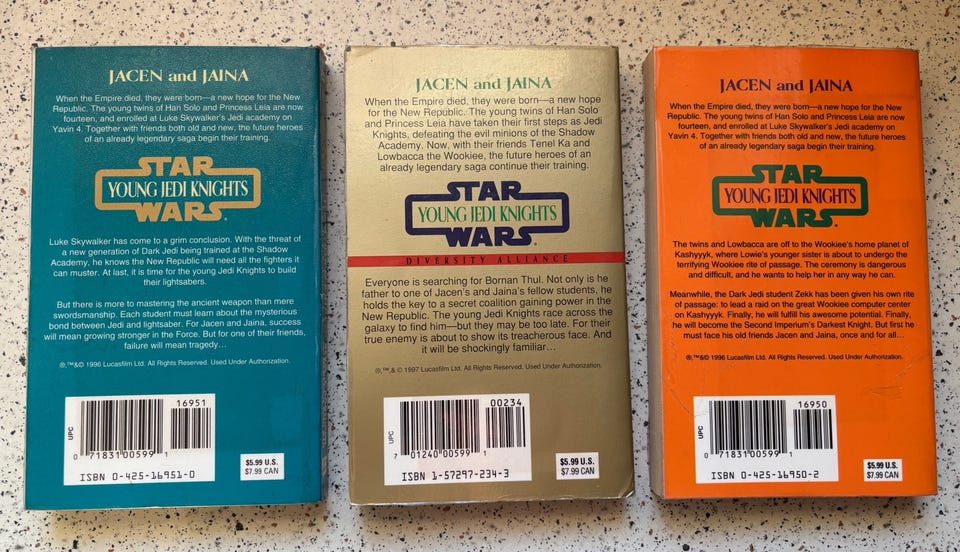 JACEN and JAINA
When the Empire died, they were born—a new hope for the New
Republic. The young twins of Han Solo and Princess Leia are now
fourteen, and enrolled at Luke Skywalker's Jedi academy on
Yavin 4. Together with friends both old and new, the future heroes
of an already legendary saga begin their training.
STAR
YOUNG JEDI KNIGHTS
WARS®
Luke Skywalker has come to a grim conclusion. With the threat of
a new generation of Dark Jedi being trained at the Shadow
Academy, he knows the New Republic will need all the fighters it
can muster. At last, it is time for the young Jedi Knights to build
their lightsabers.
But there is more to mastering the ancient weapon than mere
swordsmanship. Each student must learn about the mysterious
bond between Jedi and lightsaber. For Jacen and Jaina, success
will mean growing stronger in the Force. But for one of their friends,
failure will mean tragedy…
®,™&© 1996 Lucasfilm Ltd. All Rights Reserved. Used Under Authorization.
16951
UPC
0 71831 00599 1
ISBN 0-425-16951-0
$5.99 U.S.
$7.99 CAN
JACEN and JAINA
When the Empire died, they were born—a new hope
for the New Republic. The young twins of Han Solo
and Princess Leia have taken their first steps as Jedi
Knights, defeating the evil minions of the Shadow
Academy. Now, with their friends Tenel Ka and
Lowbacca the Wookiee, the future heroes of an
already legendary saga continue their training.
STAR
YOUNG JEDI KNIGHTS
WARS®
DIVERSITY ALLIANCE
Everyone is searching for Bornan Thul. Not only is he
father to one of Jacen's and Jaina's fellow students, he
holds the key to a secret coalition gaining power in the
New Republic. The young Jedi Knights race across the
galaxy to find him—but they may be too late. For their
true enemy is about to show its treacherous face. And
it will be shockingly familiar…
®,™,& © 1997 Lucasfilm Ltd. All Rights Reserved. Used Under Authorization.
00234
UPC
7 01240 00599 1
ISBN 1-57297-234-3
$5.99 U.S.
$7.99 CAN
JACEN and JAINA
When the Empire died, they were born—a new hope for the New
Republic. The young twins of Han Solo and Princess Leia are now
fourteen, and enrolled at Luke Skywalker's Jedi academy on
Yavin 4. Together with friends both old and new, the future heroes
of an already legendary saga begin their training.
STAR
YOUNG JEDI KNIGHTS
WARS®
The twins and Lowbacca are off to the Wookiee's home planet of
Kashyyyk, where Lowie's younger sister is about to undergo the
terrifying Wookiee rite of passage. The ceremony is dangerous
and difficult, and he wants to help her in any way he can.
Meanwhile, the Dark Jedi student Zekk has been given his own rite
of passage: to lead a raid on the great Wookiee computer center
on Kashyyyk. Finally, he will fulfill his awesome potential. Finally,
he will become the Second Imperium's Darkest Knight. But first he
must face his old friends Jacen and Jaina, once and for all…
®,™&© 1996 Lucasfilm Ltd. All Rights Reserved. Used Under Authorization.
16950
UPC
0 71831 00599 1
ISBN 0-425-16950-2
$5.99 U.S.
$7.99 CAN